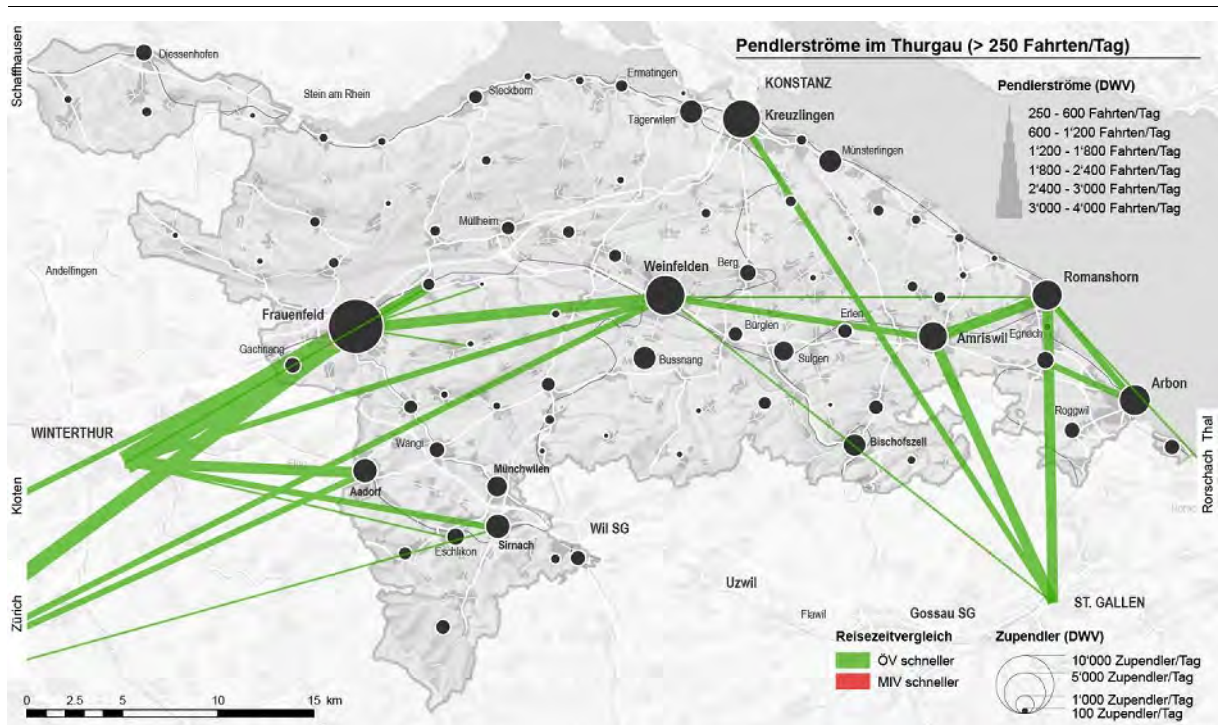 Pendlerströme im Thurgau (> 250 Fahrten/Tag)
Pendlerströme (DWV)
250 - 600 Fahrten/Tag
600 - 1'200 Fahrten/Tag
1'200 - 1'800 Fahrten/Tag
1'800 - 2'400 Fahrten/Tag
2'400 - 3'000 Fahrten/Tag
3'000 - 4'000 Fahrten/Tag
Schaffhausen
Diessenhofen
Stein am Rhein
Steckborn
Ermatingen
KONSTANZ
Tägerwilen
Kreuzlingen
Münsterlingen
Müllheim
Andelfingen
Weinfelden
Berg
Romanshorn
Frauenfeld
Gachnang
Bürglen
Erlen
Amriswil
Egnach
Bussnang
Sulgen
Arbon
WINTERTHUR
Wängi
Roggwil
Bischofszell
Aadorf
Münchwilen
Kloten
Rorschach Thal
Eschlikon
Sirnach
Wil SG
Uzwil
Flawil
Gossau SG
ST. GALLEN
Zürich
Reisezeitvergleich
ÖV schneller
MIV schneller
Zupendler (DWV)
10'000 Zupendler/Tag
5'000 Zupendler/Tag
1'000 Zupendler/Tag
100 Zupendler/Tag
0 2.5 5 10 15 km